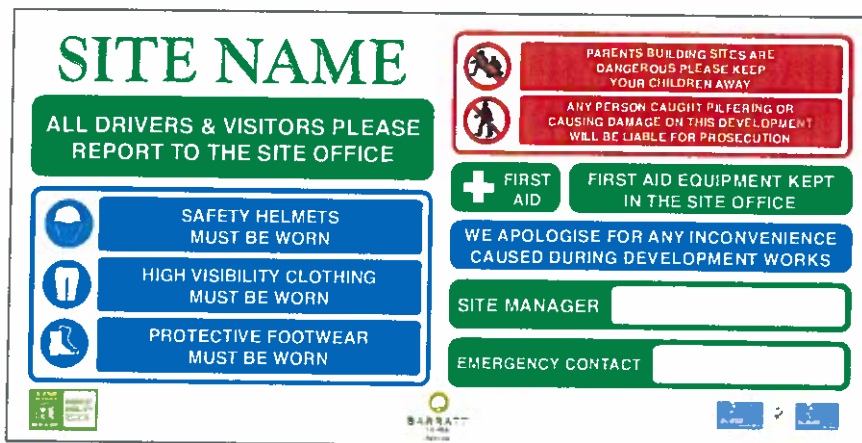 SITE NAME
ALL DRIVERS & VISITORS PLEASE
REPORT TO THE SITE OFFICE
SAFETY HELMETS
MUST BE WORN
HIGH VISIBILITY CLOTHING
MUST BE WORN
PROTECTIVE FOOTWEAR
MUST BE WORN
PARENTS BUILDING SITES ARE
DANGEROUS PLEASE KEEP
YOUR CHILDREN AWAY
ANY PERSON CAUGHT PILFERING OR
CAUSING DAMAGE ON THIS DEVELOPMENT
WILL BE LIABLE FOR PROSECUTION
FIRST
AID
FIRST AID EQUIPMENT KEPT
IN THE SITE OFFICE
WE APOLOGISE FOR ANY INCONVENIENCE
CAUSED DURING DEVELOPMENT WORKS
SITE MANAGER
EMERGENCY CONTACT
BARRATT